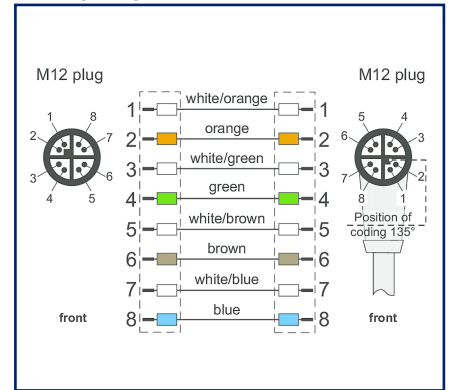 M12 plug
M12 plug
1 8
2 7
3 6
4 5
1 white/orange 1
2 orange 2
3 white/green 3
4 green 4
5 white/brown 5
6 brown 6
7 white/blue 7
8 blue 8
5 4
6 3
7 2
8 1
Position of
coding 135°
front
front